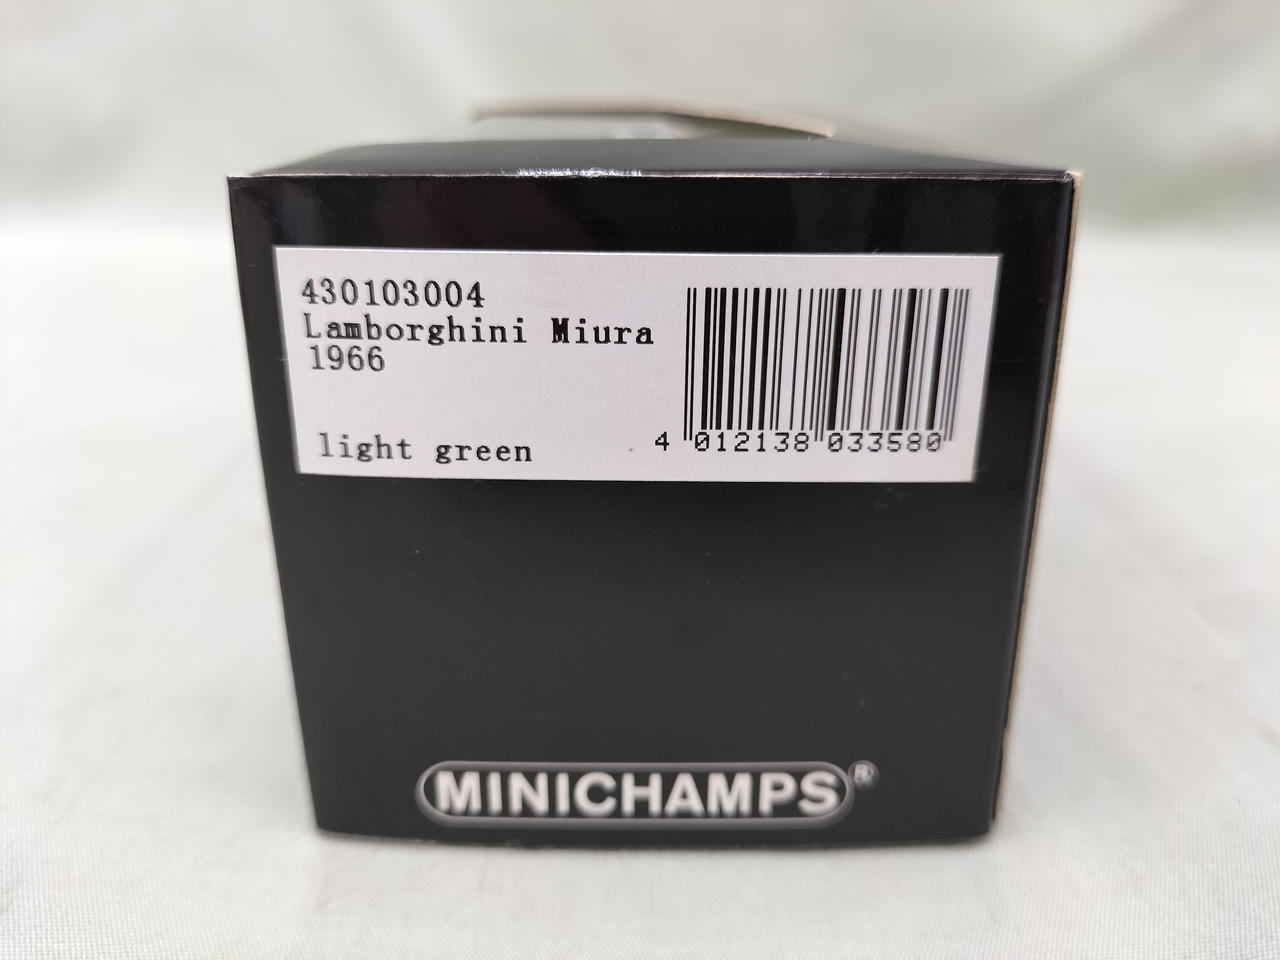 430103004
Lamborghini Miura
1966
light green
4 012138 033580
MINICHAMPS®